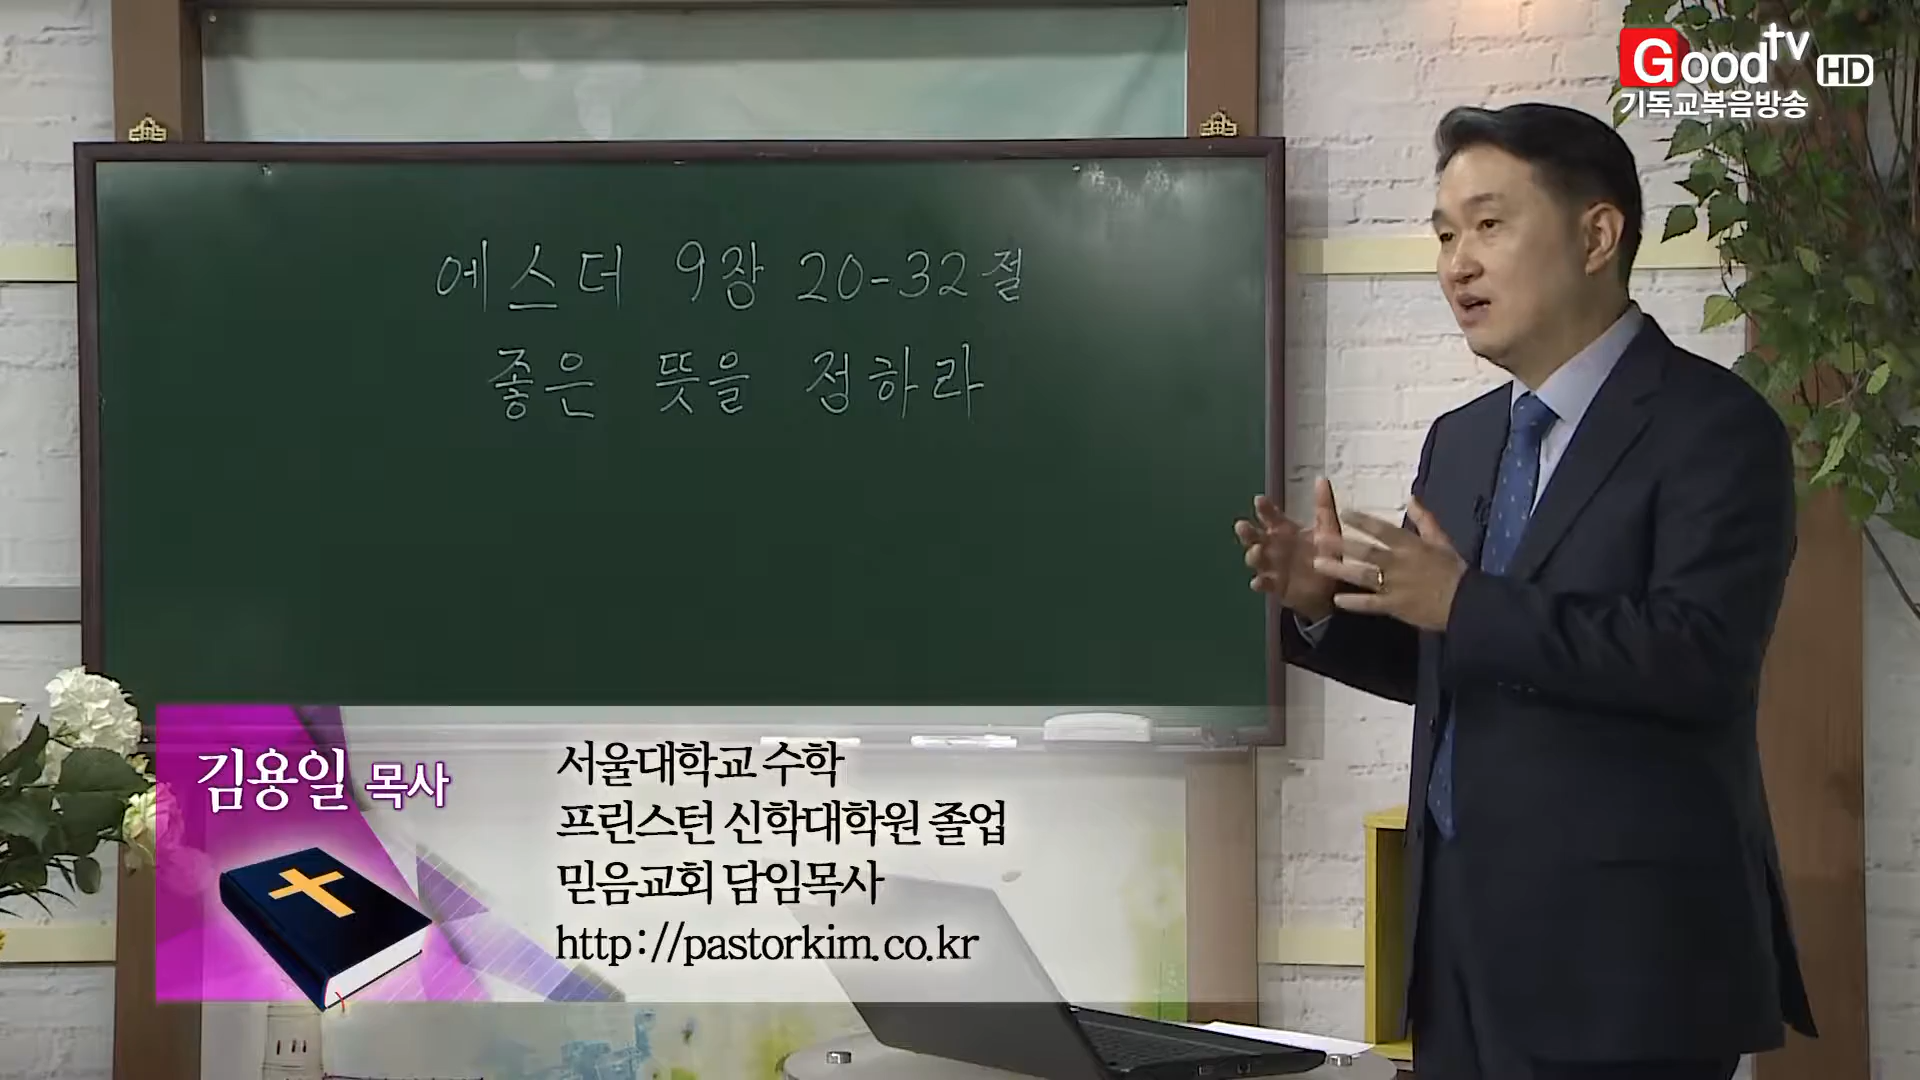 Goodtv HD
기독교복음방송
에스더 9장 20-32절
좋은 뜻을 정하라
김용일 목사
서울대학교 수학
프린스턴 신학대학원 졸업
믿음교회 담임목사
http://pastorkim.co.kr